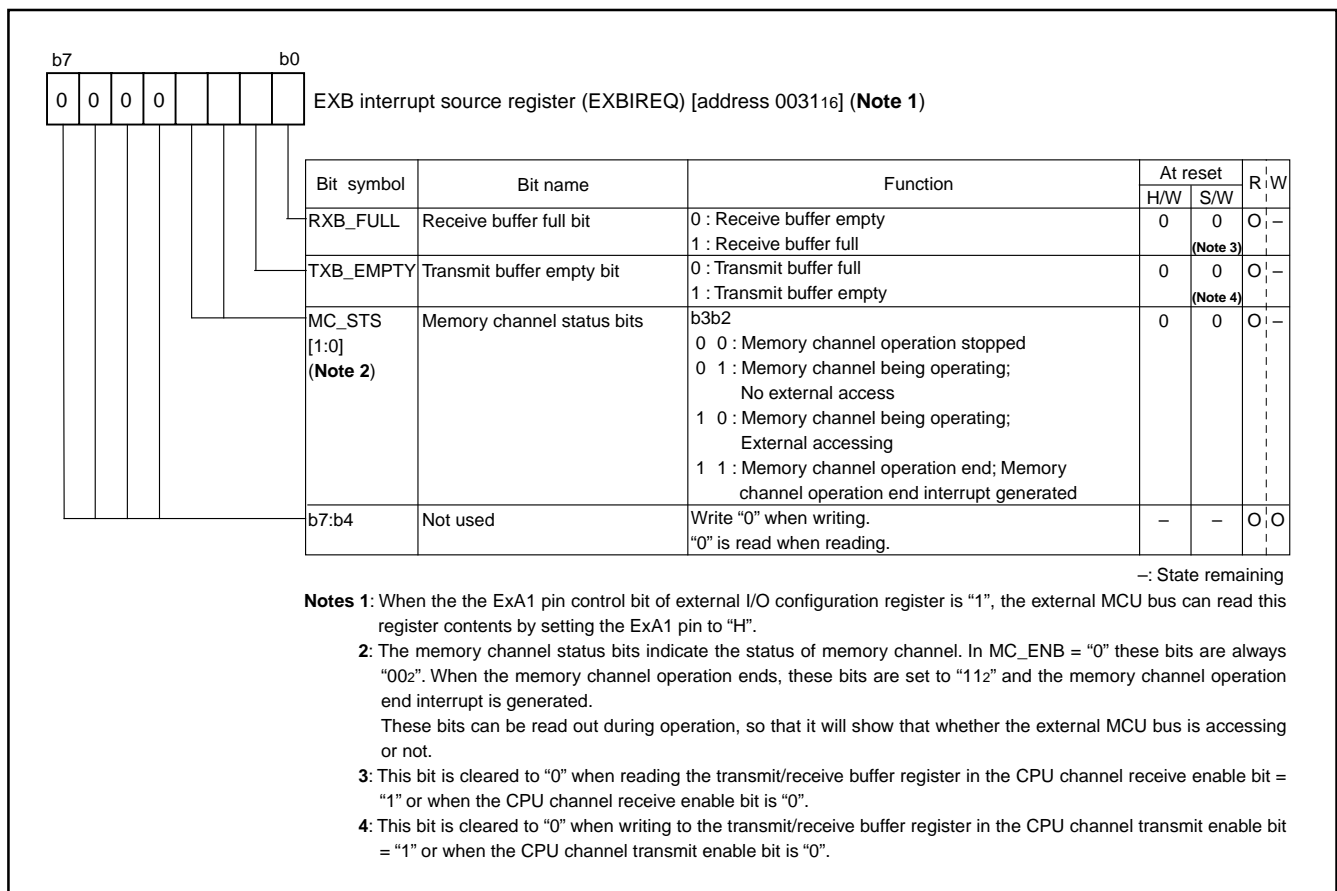 b7 b0
0 0 0 0 EXB interrupt source register (EXBIREQ) [address 003116] (Note 1)
Bit symbol Bit name Function At reset R W
H/W S/W
RXB_FULL Receive buffer full bit 0 : Receive buffer empty 0 0 O –
1 : Receive buffer full (Note 3)
TXB_EMPTY Transmit buffer empty bit 0 : Transmit buffer full 0 0 O –
1 : Transmit buffer empty (Note 4)
MC_STS Memory channel status bits b3b2 0 0 O –
[1:0] 0 0 : Memory channel operation stopped
(Note 2) 0 1 : Memory channel being operating;
No external access
1 0 : Memory channel being operating;
External accessing
1 1 : Memory channel operation end; Memory
channel operation end interrupt generated
b7:b4 Not used Write “0” when writing. – – O O
“0” is read when reading.
–: State remaining
Notes 1: When the the ExA1 pin control bit of external I/O configuration register is “1”, the external MCU bus can read this
register contents by setting the ExA1 pin to “H”.
2: The memory channel status bits indicate the status of memory channel. In MC_ENB = “0” these bits are always
“002”. When the memory channel operation ends, these bits are set to “112” and the memory channel operation
end interrupt is generated.
These bits can be read out during operation, so that it will show that whether the external MCU bus is accessing
or not.
3: This bit is cleared to “0” when reading the transmit/receive buffer register in the CPU channel receive enable bit =
“1” or when the CPU channel receive enable bit is “0”.
4: This bit is cleared to “0” when writing to the transmit/receive buffer register in the CPU channel transmit enable bit
= “1” or when the CPU channel transmit enable bit is “0”.